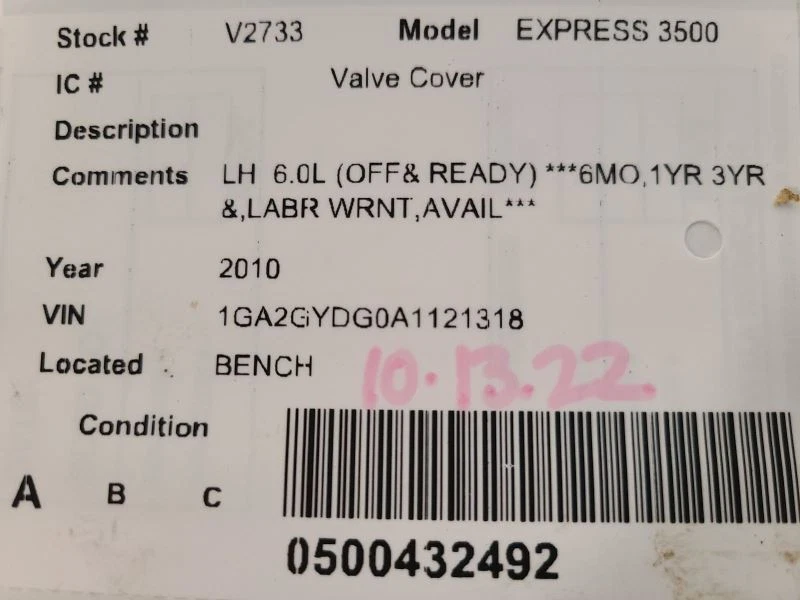 Stock # V2733 Model EXPRESS 3500
IC # Valve Cover
Description
Comments LH 6.0L (OFF& READY) ***6MO,1YR 3YR
&,LABR WRNT,AVAIL***
Year 2010
VIN 1GA2GYDG0A1121318
Located BENCH 10.13.22.
Condition
A B C
0500432492